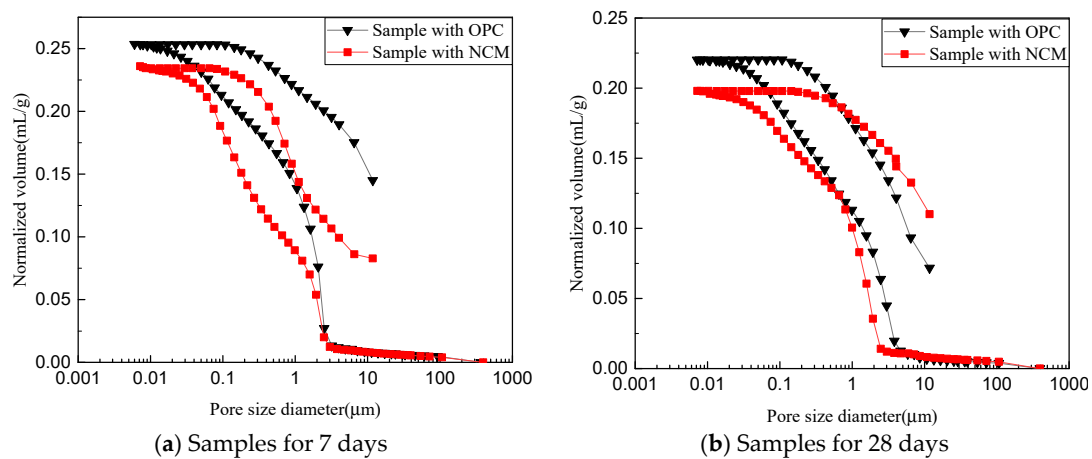 Sample with OPC
Sample with NCM
0.25
0.20
0.15
0.10
0.05
0.00
Normalized volume(mL/g)
0.001 0.01 0.1 1 10 100 1000
Pore size diameter(μm)
(a) Samples for 7 days
Sample with OPC
Sample with NCM
0.25
0.20
0.15
0.10
0.05
0.00
Normalized volume(mL/g)
0.001 0.01 0.1 1 10 100 1000
Pore size diameter(μm)
(b) Samples for 28 days